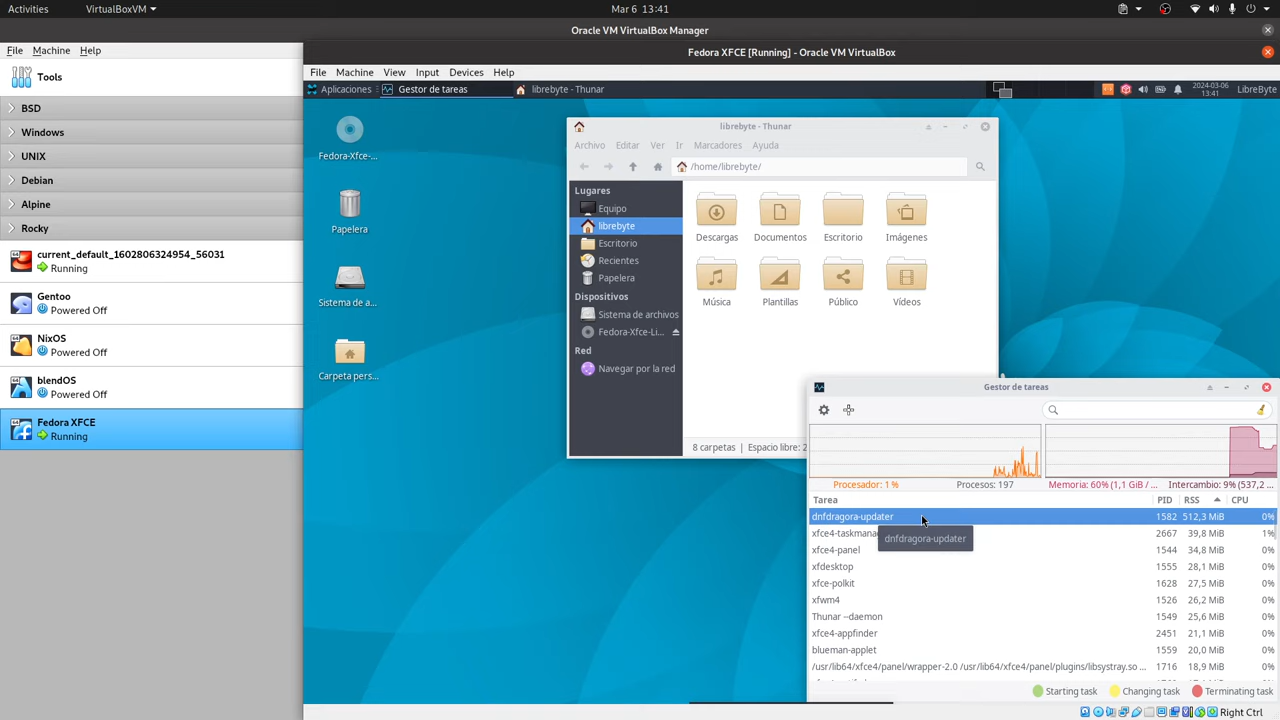 Activities VirtualBoxVM Mar 6 13:41
Oracle VM VirtualBox Manager
File Machine Help
Fedora XFCE [Running] - Oracle VM VirtualBox
File Machine View Input Devices Help
Tools
BSD
Windows
UNIX
Debian
Alpine
Rocky
current_default_1602806324954_56031
Running
Gentoo
Powered Off
NixOS
Powered Off
blendOS
Powered Off
Fedora XFCE
Running
Aplicaciones Gestor de tareas librebyte - Thunar
2024-03-06
13:41
LibreByte
Fedora-Xfce-...
Papelera
Sistema de a...
Carpeta pers...
librebyte - Thunar
Archivo Editar Ver Ir Marcadores Ayuda
/home/librebyte/
Lugares
Equipo
librebyte
Escritorio
Recientes
Papelera
Dispositivos
Sistema de archivos
Fedora-Xfce-Li...
Red
Navegar por la red
Descargas Documentos Escritorio Imágenes
Música Plantillas Público Vídeos
8 carpetas | Espacio libre: 2
Gestor de tareas
Procesador: 1 % Procesos: 197 Memoria: 60% (1,1 GiB / ... Intercambio: 9% (537,2 ...
Tarea PID RSS CPU
dnfdragora-updater 1582 512,3 MiB 0%
xfce4-taskmana 2667 39,8 MiB 1%
dnfdragora-updater
xfce4-panel 1544 34,8 MiB 0%
xfdesktop 1555 28,1 MiB 0%
xfce-polkit 1628 27,5 MiB 0%
xfwm4 1526 26,2 MiB 0%
Thunar --daemon 1549 25,6 MiB 0%
xfce4-appfinder 2451 21,1 MiB 0%
blueman-applet 1559 20,0 MiB 0%
/usr/lib64/xfce4/panel/wrapper-2.0 /usr/lib64/xfce4/panel/plugins/libsystray.so ... 1716 18,9 MiB 0%
Starting task Changing task Terminating task
Right Ctrl